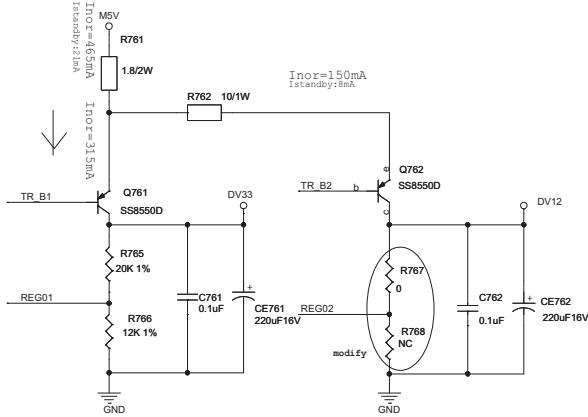 M5V
Inor=465mA
Istandby:21mA
R761
1.8/2W
R762 10/1W
Inor=150mA
Istandby:8mA
Inor=315mA
TR_B1
Q761
SS8550D
DV33
TR_B2
b
e
c
Q762
SS8550D
DV12
R765
20K 1%
REG01
R766
12K 1%
C761
0.1uF
+
CE761
220uF16V
R767
0
REG02
R768
NC
modify
C762
0.1uF
+
CE762
220uF16V
GND
GND